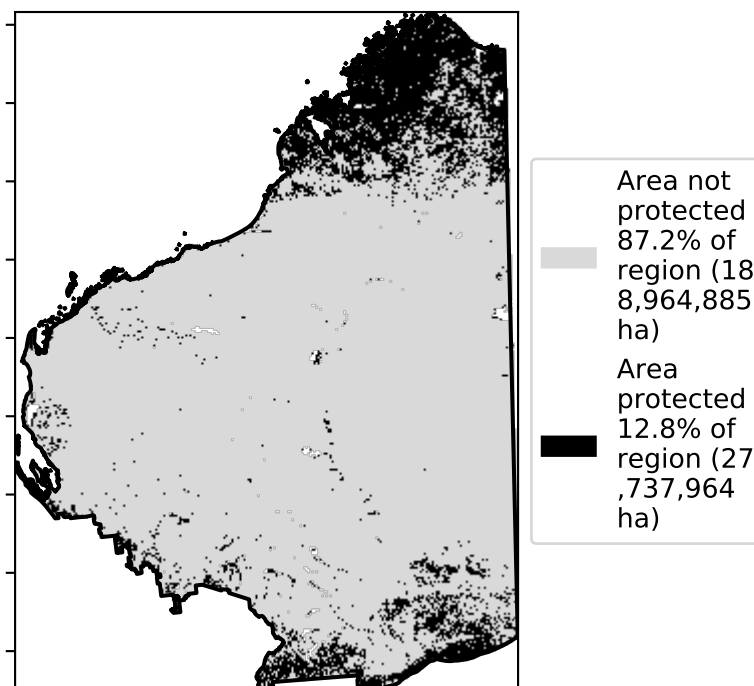 Area not
protected
87.2% of
region (18
8,964,885
ha)
Area
protected
12.8% of
region (27
,737,964
ha)